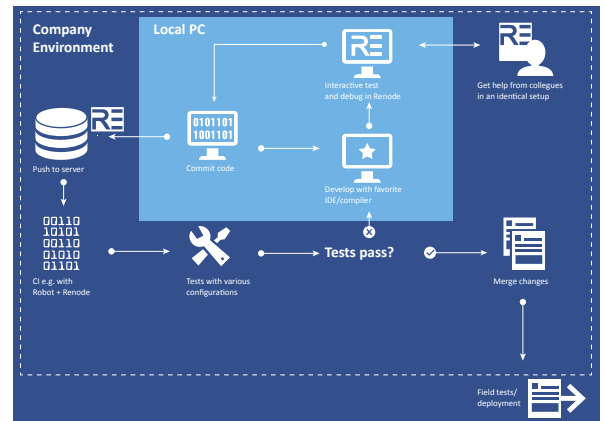 Company
Environment
Local PC
RE
Interactive test
and debug in Renode
RE
Get help from collegues
in an identical setup
0101101
1001101
Commit code
RE
Push to server
Develop with favorite
IDE/compiler
00110
10101
00110
01010
00110
01011
CI e.g. with
Robot + Renode
Tests with various
configurations
Tests pass?
Merge changes
Field tests/
deployment